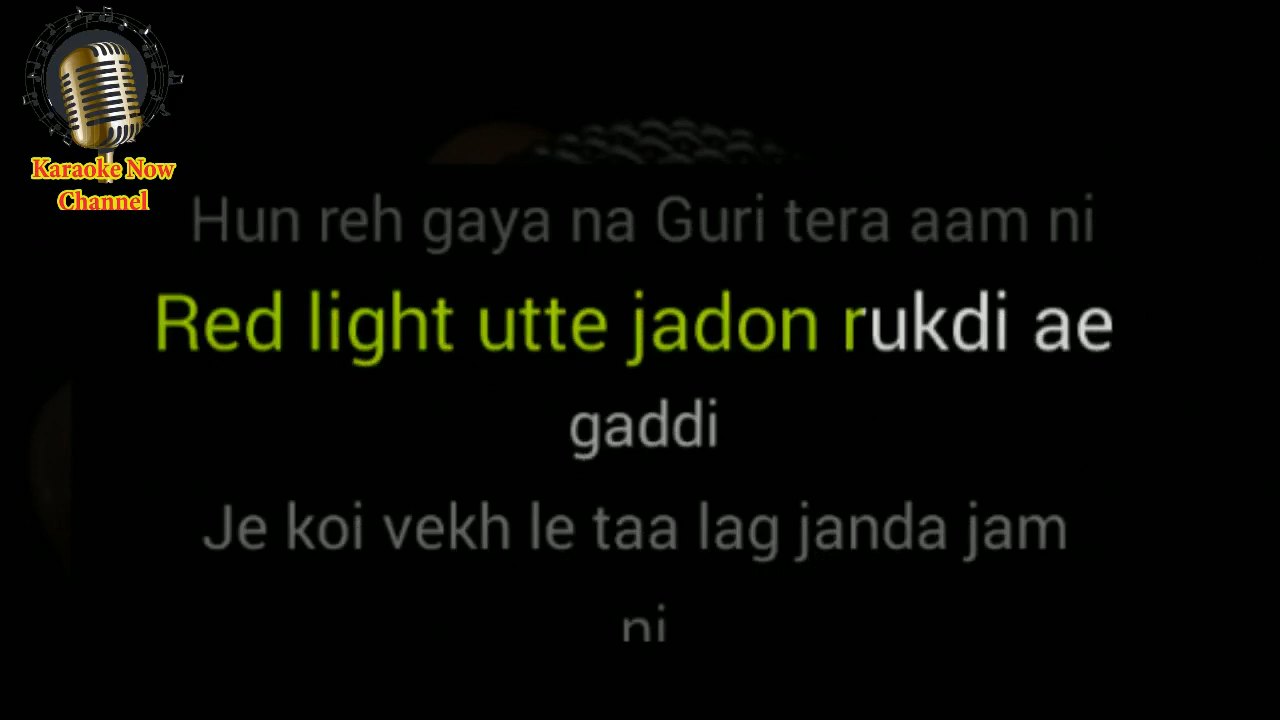 Karaoke Now
Channel
Hun reh gaya na Guri tera aam ni
Red light utte jadon rukdi ae
gaddi
Je koi vekh le taa lag janda jam
ni